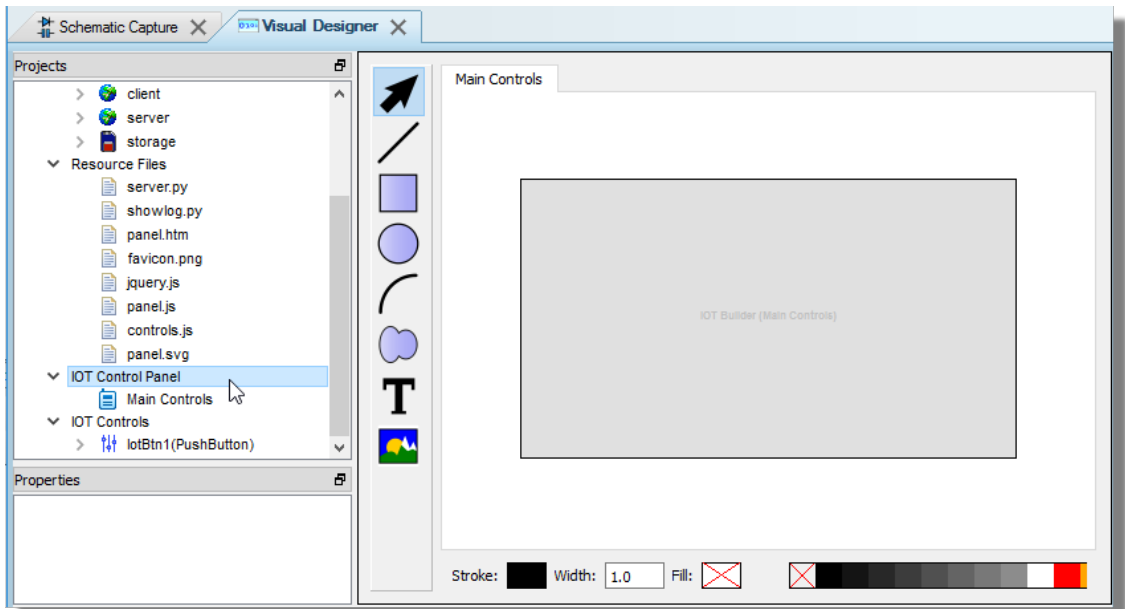 Schematic Capture
Visual Designer
Projects
client
server
storage
Resource Files
server.py
showlog.py
panel.htm
favicon.png
jquery.js
panel.js
controls.js
panel.svg
IOT Control Panel
Main Controls
IOT Controls
IotBtn1(PushButton)
Properties
T
Main Controls
IOT Builder (Main Controls)
Stroke: Width: 1.0 Fill: